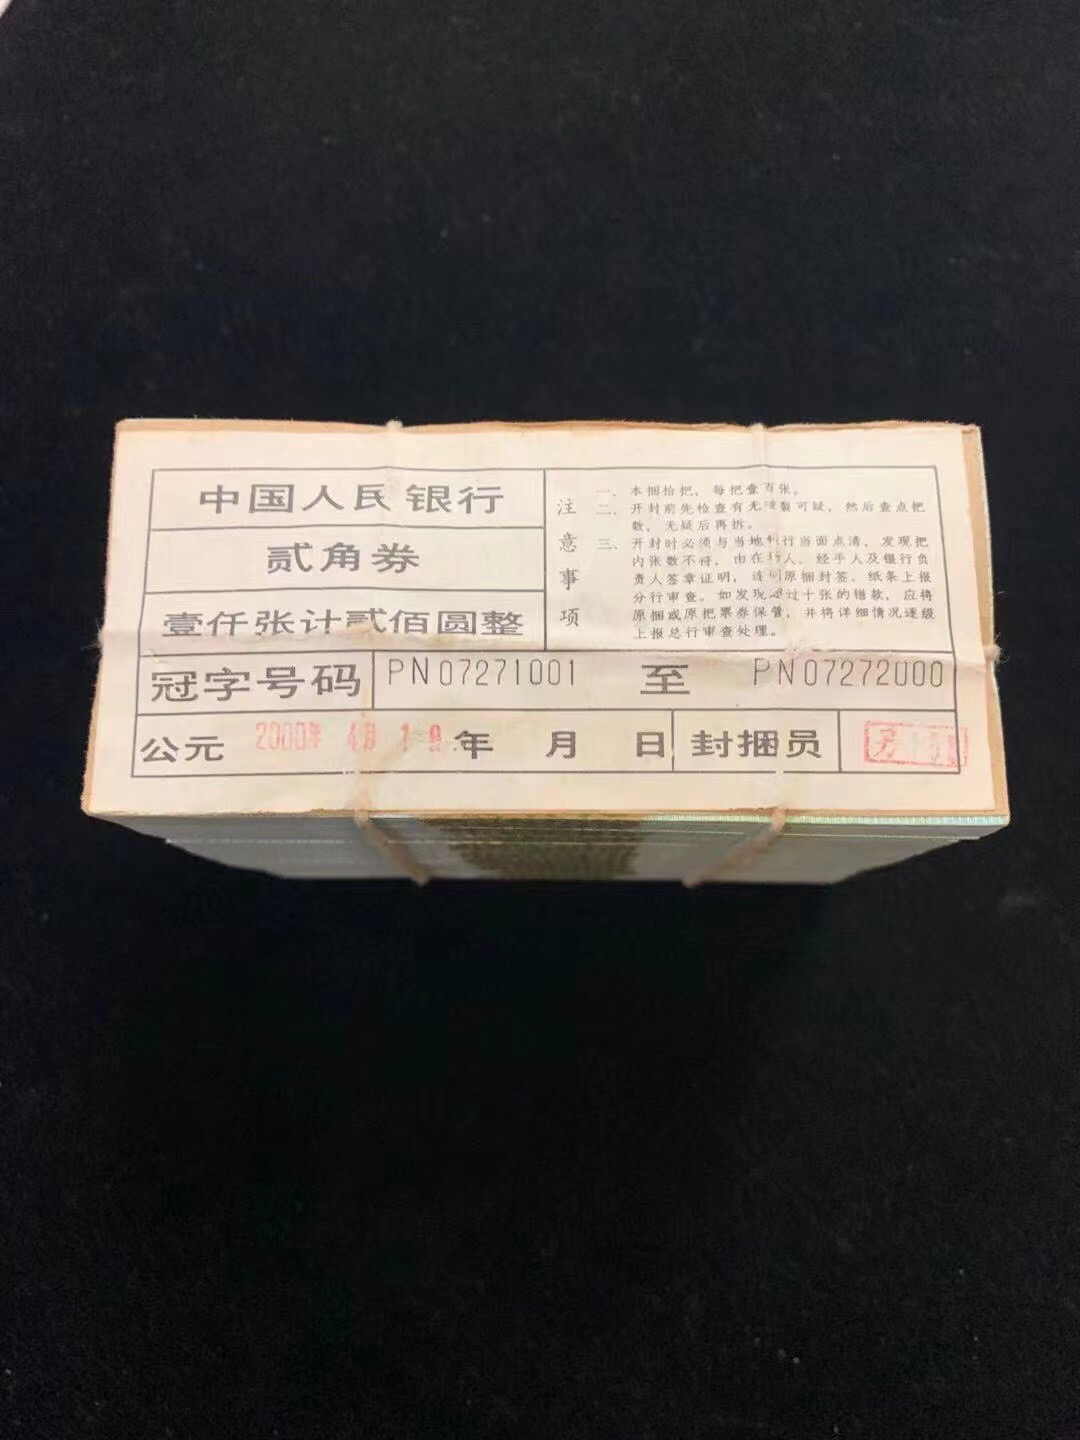 中国人民银行
贰角券
壹仟张计贰佰圆整
注意事项
一、本捆拾把，每把壹百张。
二、开封前先检查有无破裂可疑，然后查点把
数，无疑后再拆。
三、开封时必须与当地银行当面点清，发现把
内张数不符，由在场人、经手人及银行负
责人签章证明，连同原捆封签、纸条上报
分行审查。如发现超过十张的错款，应将
原捆或原把票券保管，并将详细情况逐级
上报总行审查处理。
冠字号码 PN07271001 至 PN07272000
公元 2000年 4月 年 月 日 封捆员